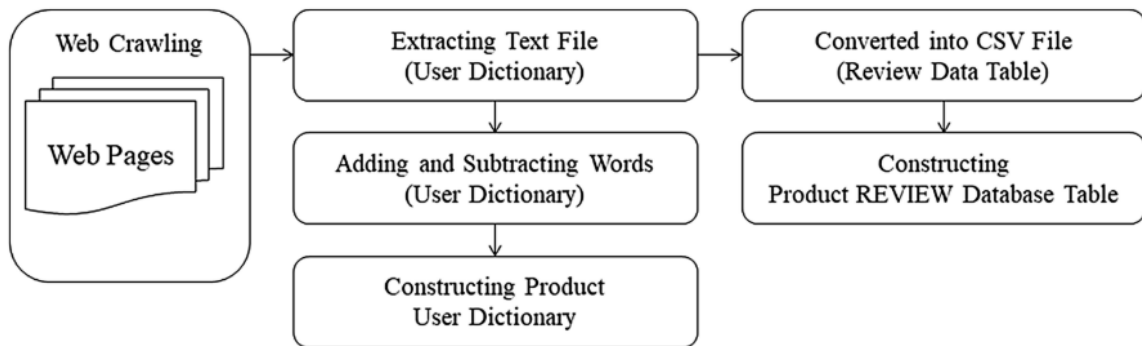 Web Crawling
Web Pages
Extracting Text File
(User Dictionary)
Converted into CSV File
(Review Data Table)
Adding and Subtracting Words
(User Dictionary)
Constructing
Product REVIEW Database Table
Constructing Product
User Dictionary